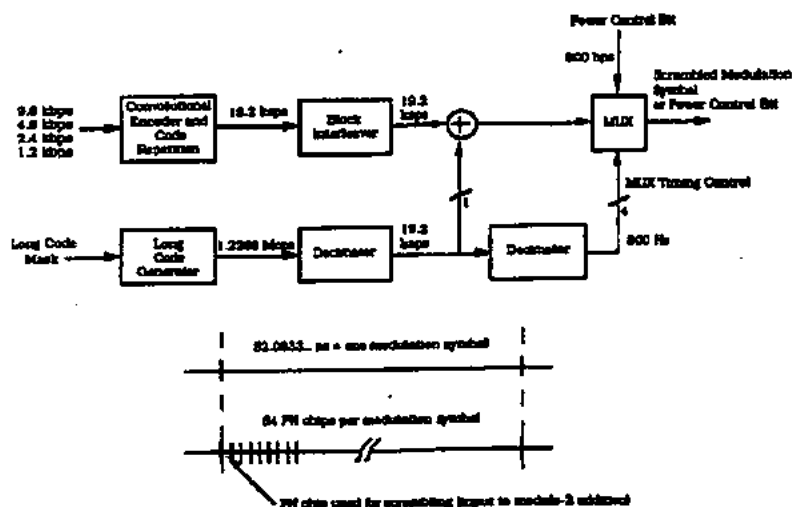 Power Control Bit
800 bps
Scrambled Modulation
Symbol
or Power Control Bit
9.6 kbps
4.8 kbps
2.4 kbps
1.2 kbps
Convolutional
Encoder and
Code
Repetition
19.2 ksps
Block
Interleaver
19.2
ksps
+
MUX
MUX Timing Control
1
4
Long Code
Mask
Long
Code
Generator
1.2288 Mcps
Decimator
19.2
ksps
Decimator
800 Hz
52.0833... µs = one modulation symbol
64 PN chips per modulation symbol
PN chip used for scrambling (input to modulo-2 addition)